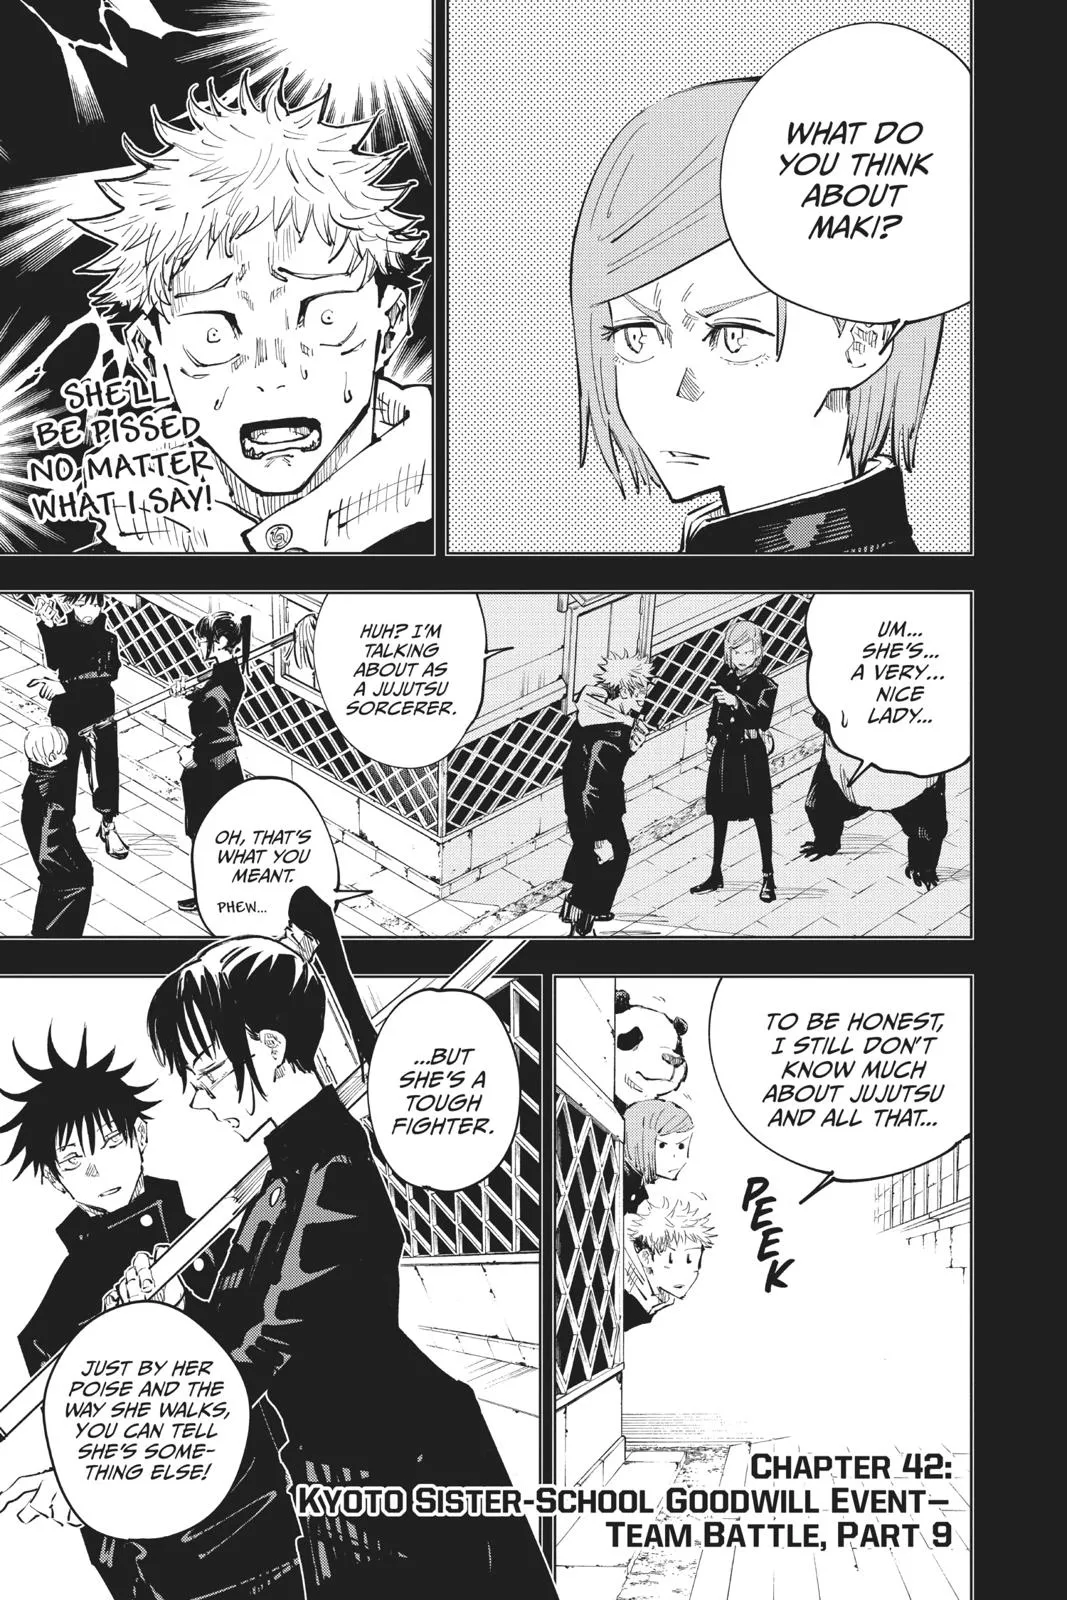 WHAT DO
YOU THINK
ABOUT
MAKI?
SHE'LL
BE PISSED
NO MATTER
WHAT I SAY!
UM...
SHE'S...
A VERY...
NICE
LADY...
HUH? I'M
TALKING
ABOUT AS
A JUJUTSU
SORCERER.
OH, THAT'S
WHAT YOU
MEANT.
PHEW...
TO BE HONEST,
I STILL DON'T
KNOW MUCH
ABOUT JUJUTSU
AND ALL THAT...
PEEK
...BUT
SHE'S A
TOUGH
FIGHTER.
JUST BY HER
POISE AND THE
WAY SHE WALKS,
YOU CAN TELL
SHE'S SOME-
THING ELSE!
CHAPTER 42:
KYOTO SISTER-SCHOOL GOODWILL EVENT–
TEAM BATTLE, PART 9